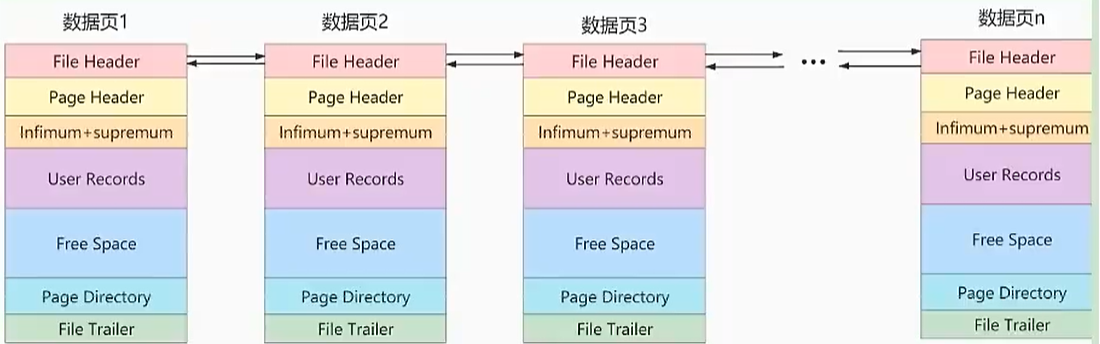 数据页1
File Header
Page Header
Infimum+supremum
User Records
Free Space
Page Directory
File Trailer
数据页2
File Header
Page Header
Infimum+supremum
User Records
Free Space
Page Directory
File Trailer
数据页3
File Header
Page Header
Infimum+supremum
User Records
Free Space
Page Directory
File Trailer
...
数据页n
File Header
Page Header
Infimum+supremum
User Records
Free Space
Page Directory
File Trailer